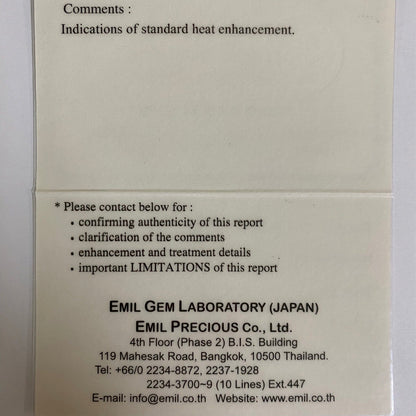 Comments :
Indications of standard heat enhancement.
* Please contact below for :
• confirming authenticity of this report
• clarification of the comments
• enhancement and treatment details
• important LIMITATIONS of this report
EMIL GEM LABORATORY (JAPAN)
EMIL PRECIOUS Co., Ltd.
4th Floor (Phase 2) B.I.S. Building
119 Mahesak Road, Bangkok, 10500 Thailand.
Tel: +66/0 2234-8872, 2237-1928
2234-3700~9 (10 Lines) Ext.447
E-mail: info@emil.co.th Website: www.emil.co.th